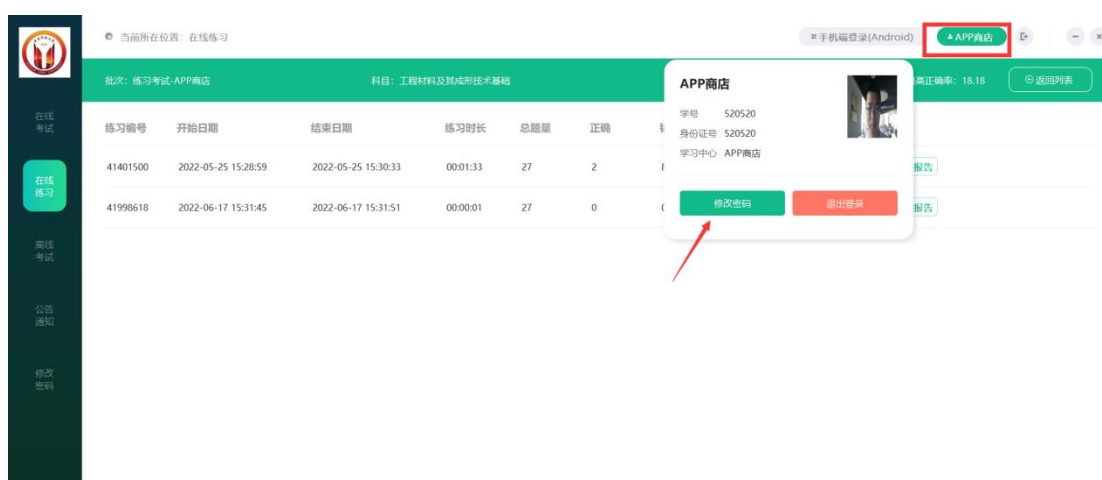 当前所在位置：在线练习
手机端登录(Android)
APP商店
批次：练习考试-APP商店
科目：工程材料及其成形技术基础
高正确率：18.18
返回列表
在线
考试
在线
练习
离线
考试
公告
通知
修改
密码
练习编号 开始日期 结束日期 练习时长 总题量 正确
41401500 2022-05-25 15:28:59 2022-05-25 15:30:33 00:01:33 27 2
报告
41998618 2022-06-17 15:31:45 2022-06-17 15:31:51 00:00:01 27 0
报告
APP商店
学号 520520
身份证号 520520
学习中心 APP商店
修改密码
退出登录